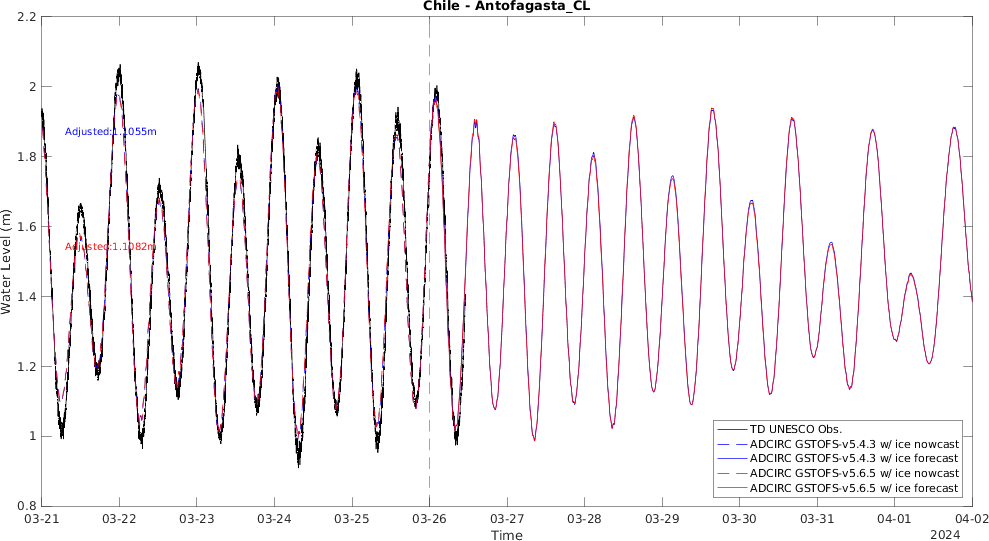 Chile - Antofagasta_CL
2.2
2
1.8
1.6
1.4
1.2
1
0.8
Water Level (m)
Adjusted:1.1055m
Adjusted:1.1082m
TD UNESCO Obs.
ADCIRC GSTOFS-v5.4.3 w/ ice nowcast
ADCIRC GSTOFS-v5.4.3 w/ ice forecast
ADCIRC GSTOFS-v5.6.5 w/ ice nowcast
ADCIRC GSTOFS-v5.6.5 w/ ice forecast
03-21 03-22 03-23 03-24 03-25 03-26 03-27 03-28 03-29 03-30 03-31 04-01 04-02
Time
2024